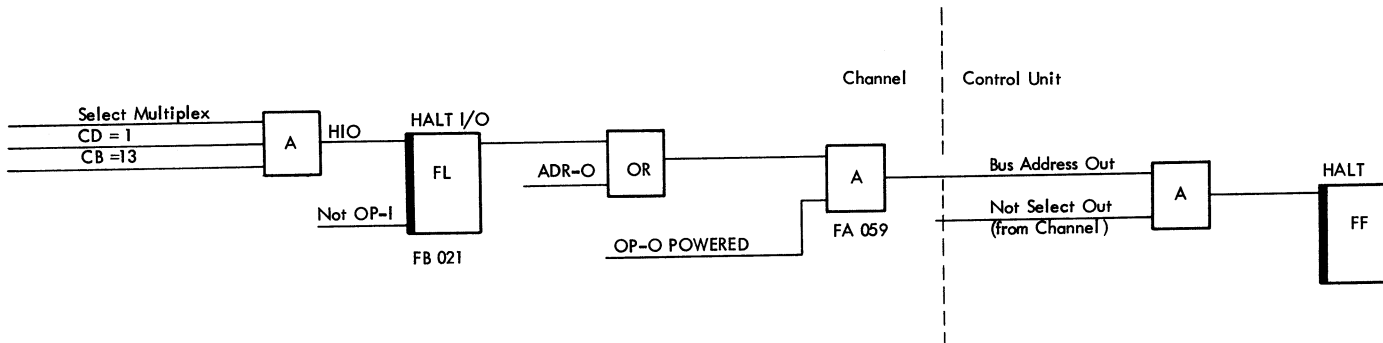 Channel
Control Unit
Select Multiplex
CD = 1
CB = 13
A
HIO
HALT I/O
FL
Not OP-I
FB 021
ADR-O
OR
OP-O POWERED
A
FA 059
Bus Address Out
Not Select Out
(from Channel)
A
HALT
FF